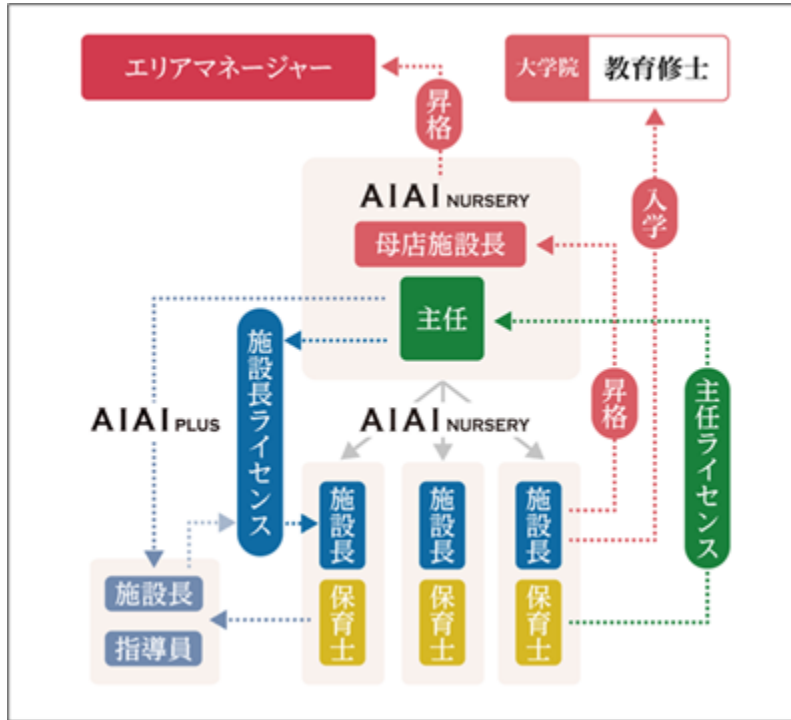 エリアマネージャー
大学院 教育修士
昇格
入学
AIAI NURSERY
母店施設長
主任
施設長ライセンス
AIAI PLUS
AIAI NURSERY
昇格
主任ライセンス
施設長
施設長
施設長
保育士
保育士
保育士
施設長
指導員